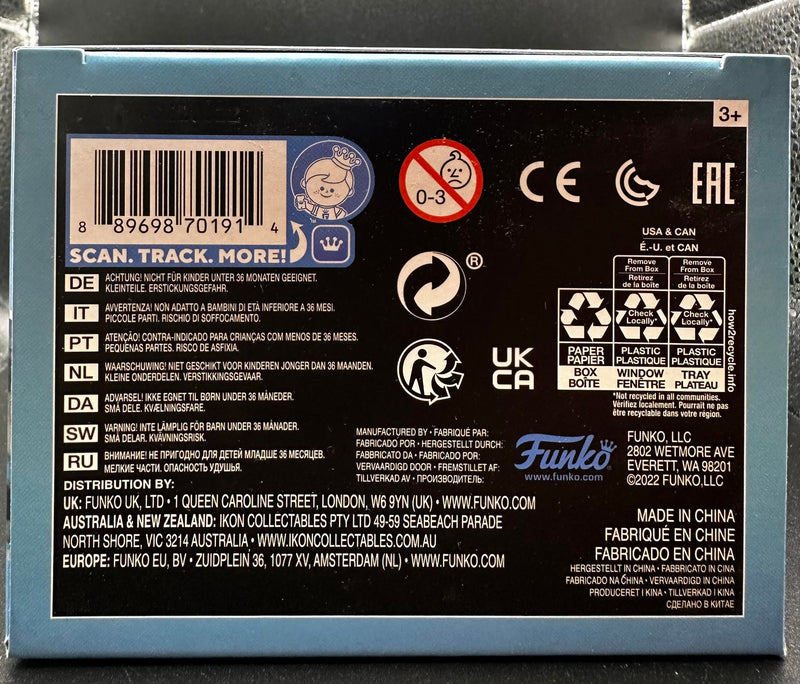 3+
8 89698 70191 4
SCAN. TRACK. MORE!
0-3
CE
EAC
®
UK
CA
DE ACHTUNG! NICHT FÜR KINDER UNTER 36 MONATEN GEEIGNET.
KLEINTEILE. ERSTICKUNGSGEFAHR.
IT AVVERTENZA! NON ADATTO A BAMBINI DI ETÀ INFERIORE A 36 MESI.
PICCOLE PARTI. RISCHIO DI SOFFOCAMENTO.
PT ATENÇÃO! CONTRA-INDICADO PARA CRIANÇAS COM MENOS DE 36 MESES.
PEQUENAS PARTES. RISCO DE ASFIXIA.
NL WAARSCHUWING! NIET GESCHIKT VOOR KINDEREN JONGER DAN 36 MAANDEN.
KLEINE ONDERDELEN. VERSTIKKINGSGEVAAR.
DA ADVARSEL! IKKE EGNET TIL BØRN UNDER 36 MÅNEDER.
SMÅ DELE. KVÆLNINGSFARE.
SW VARNING! INTE LÄMPLIG FÖR BARN UNDER 36 MÅNADER.
SMÅ DELAR. KVÄVNINGSRISK.
RU ВНИМАНИЕ! НЕ ПРИГОДНО ДЛЯ ДЕТЕЙ МЛАДШЕ 36 МЕСЯЦЕВ.
МЕЛКИЕ ЧАСТИ. ОПАСНОСТЬ УДУШЬЯ.
USA & CAN
É.-U. et CAN
Remove
From Box
Retirez
de la boîte
Remove
From Box
Retirez
de la boîte
Check
Locally*
Check
Locally*
PAPER
PAPIER
BOX
BOÎTE
PLASTIC
PLASTIQUE
WINDOW
FENÊTRE
PLASTIC
PLASTIQUE
TRAY
PLATEAU
how2recycle.info
*Not recycled in all communities.
Vérifiez localement. Pourrait ne pas
être recyclable dans votre région.
MANUFACTURED BY • FABRIQUÉ PAR:
FABRICADO POR • HERGESTELLT DURCH:
FABBRICATO DA • FABRICADO POR:
VERVAARDIGD DOOR • FREMSTILLET AF:
TILLVERKAD AV • ПРОИЗВОДИТЕЛЬ:
Funko
www.funko.com
FUNKO, LLC
2802 WETMORE AVE
EVERETT, WA 98201
©2022 FUNKO,LLC
DISTRIBUTION BY:
UK: FUNKO UK, LTD • 1 QUEEN CAROLINE STREET, LONDON, W6 9YN (UK) • WWW.FUNKO.COM
AUSTRALIA & NEW ZEALAND: IKON COLLECTABLES PTY LTD 49-59 SEABEACH PARADE
NORTH SHORE, VIC 3214 AUSTRALIA • WWW.IKONCOLLECTABLES.COM.AU
EUROPE: FUNKO EU, BV • ZUIDPLEIN 36, 1077 XV, AMSTERDAM (NL) • WWW.FUNKO.COM
MADE IN CHINA
FABRIQUÉ EN CHINE
FABRICADO EN CHINA
HERGESTELLT IN CHINA • FABBRICATO IN CINA
FABRICADO NA CHINA • VERVAARDIGD IN CHINA
PRODUCERET I KINA • TILLVERKAD I KINA
СДЕЛАНО В КИТАЕ